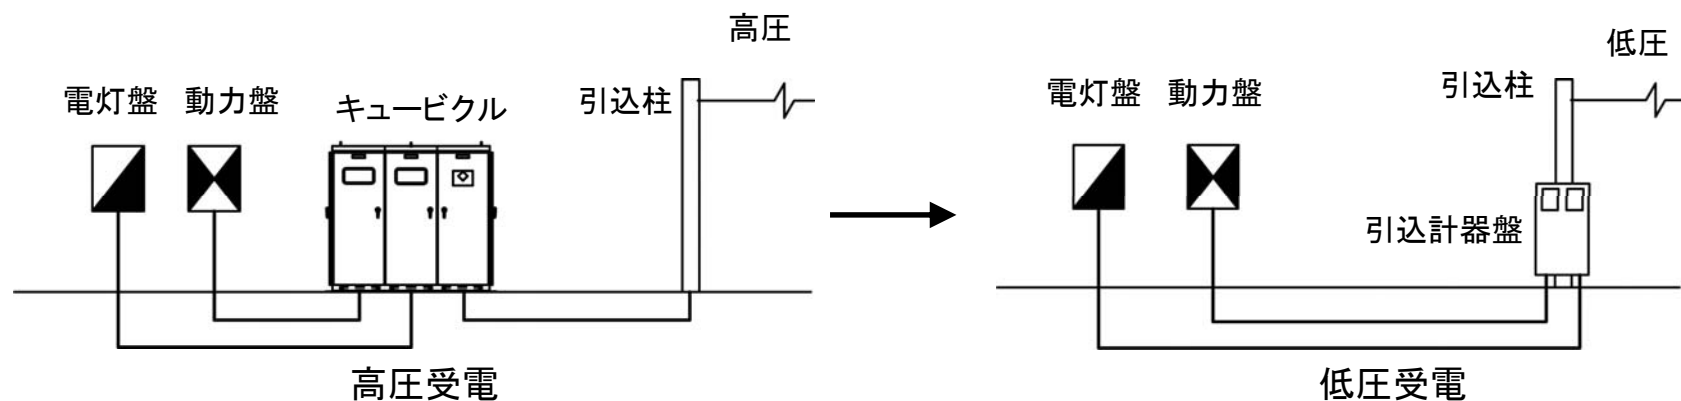 高圧
電灯盤
動力盤
キュービクル
引込柱
高圧受電
低圧
電灯盤
動力盤
引込柱
引込計器盤
低圧受電